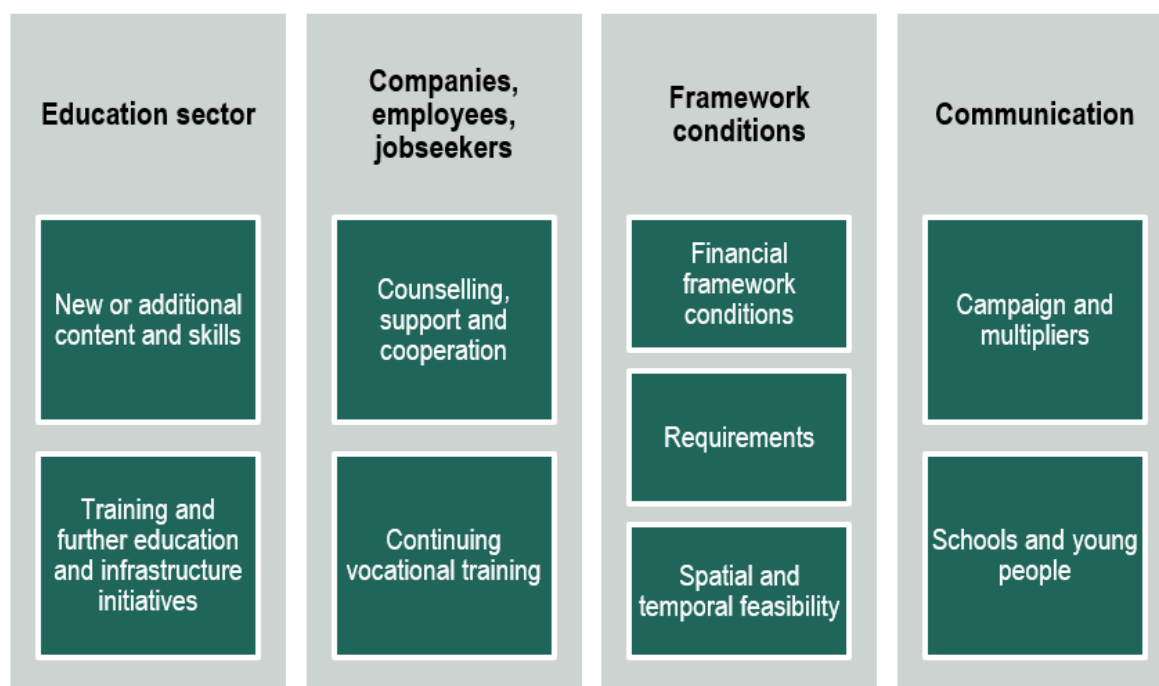 Education sector
New or additional
content and skills
Training and
further education
and infrastructure
initiatives
Companies,
employees,
jobseekers
Counselling,
support and
cooperation
Continuing
vocational training
Framework
conditions
Financial
framework
conditions
Requirements
Spatial and
temporal feasibility
Communication
Campaign and
multipliers
Schools and young
people